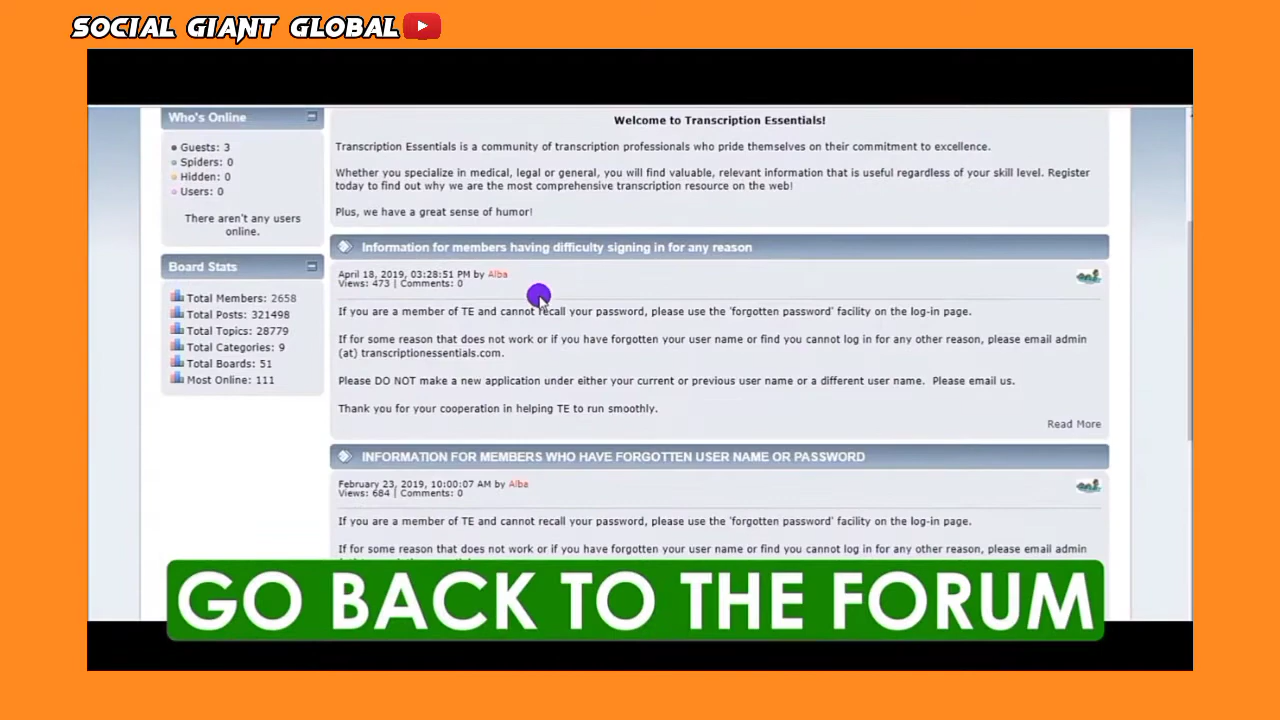 SOCIAL GIANT GLOBAL
Who's Online
Guests: 3
Spiders: 0
Hidden: 0
Users: 0
There aren't any users
online.
Board Stats
Total Members: 2658
Total Posts: 321498
Total Topics: 28779
Total Categories: 9
Total Boards: 51
Most Online: 111
Welcome to Transcription Essentials!
Transcription Essentials is a community of transcription professionals who pride themselves on their commitment to excellence.
Whether you specialize in medical, legal or general, you will find valuable, relevant information that is useful regardless of your skill level. Register
today to find out why we are the most comprehensive transcription resource on the web!
Plus, we have a great sense of humor!
Information for members having difficulty signing in for any reason
April 18, 2019, 03:28:51 PM by Alba
Views: 473 | Comments: 0
If you are a member of TE and cannot recall your password, please use the 'forgotten password' facility on the log-in page.
If for some reason that does not work or if you have forgotten your user name or find you cannot log in for any other reason, please email admin
(at) transcriptionessentials.com.
Please DO NOT make a new application under either your current or previous user name or a different user name. Please email us.
Thank you for your cooperation in helping TE to run smoothly.
Read More
INFORMATION FOR MEMBERS WHO HAVE FORGOTTEN USER NAME OR PASSWORD
February 23, 2019, 10:00:07 AM by Alba
Views: 684 | Comments: 0
If you are a member of TE and cannot recall your password, please use the 'forgotten password' facility on the log-in page.
If for some reason that does not work or if you have forgotten your user name or find you cannot log in for any other reason, please email admin
GO BACK TO THE FORUM